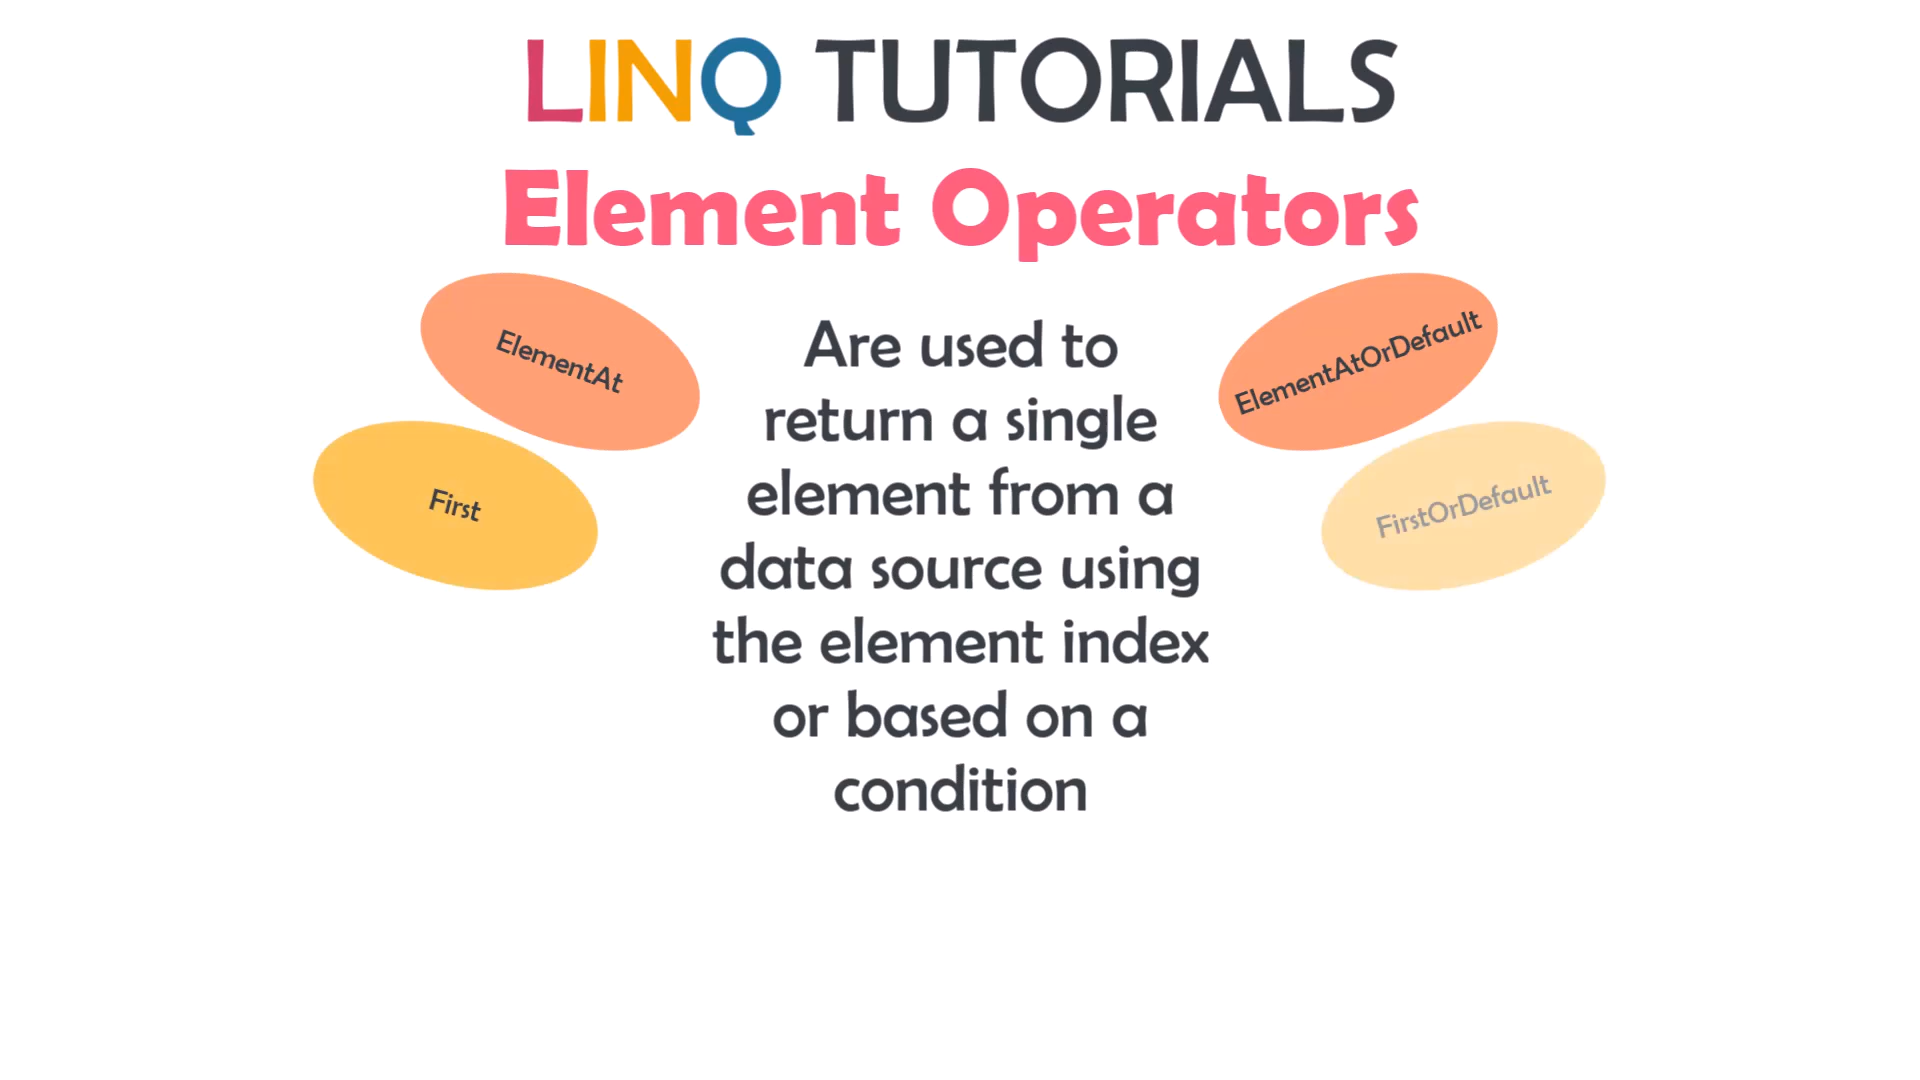 LINQ TUTORIALS
Element Operators
ElementAt
ElementAtOrDefault
First
FirstOrDefault
Are used to
return a single
element from a
data source using
the element index
or based on a
condition